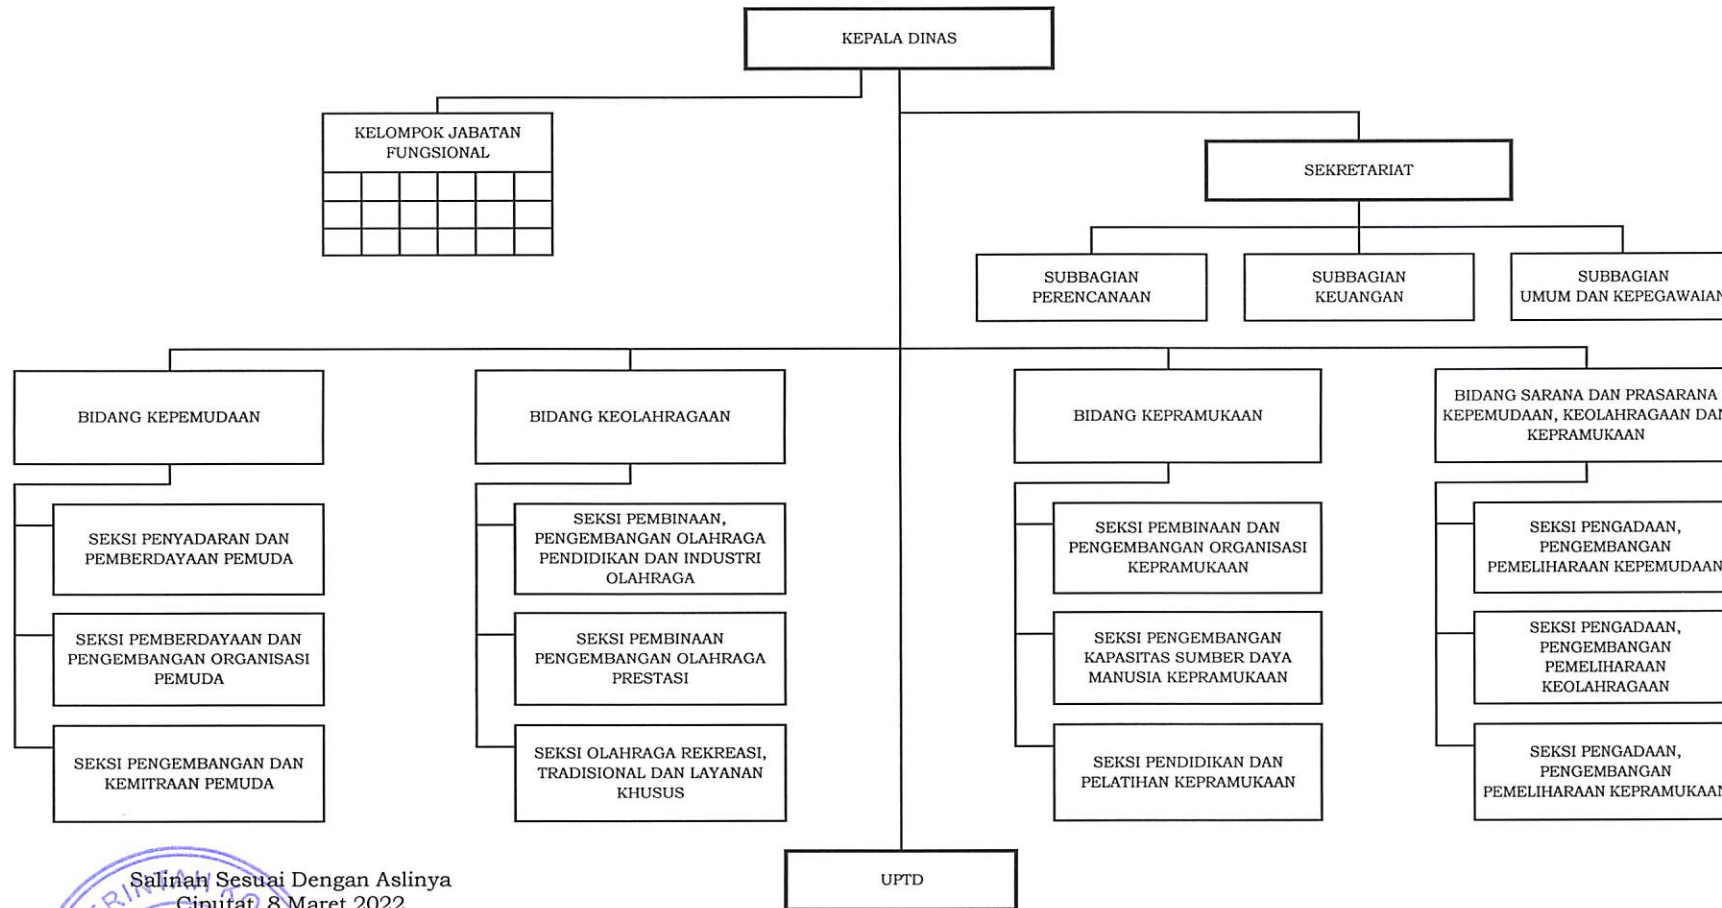 KEPALA DINAS
KELOMPOK JABATAN
FUNGSIONAL
SEKRETARIAT
SUBBAGIAN
PERENCANAAN
SUBBAGIAN
KEUANGAN
SUBBAGIAN
UMUM DAN KEPEGAWAIAN
BIDANG KEPEMUDAAN
BIDANG KEOLAHRAGAAN
BIDANG KEPRAMUKAAN
BIDANG SARANA DAN PRASARANA
KEPEMUDAAN, KEOLAHRAGAAN DAN
KEPRAMUKAAN
SEKSI PENYADARAN DAN
PEMBERDAYAAN PEMUDA
SEKSI PEMBERDAYAAN DAN
PENGEMBANGAN ORGANISASI
PEMUDA
SEKSI PENGEMBANGAN DAN
KEMITRAAN PEMUDA
SEKSI PEMBINAAN,
PENGEMBANGAN OLAHRAGA
PENDIDIKAN DAN INDUSTRI
OLAHRAGA
SEKSI PEMBINAAN
PENGEMBANGAN OLAHRAGA
PRESTASI
SEKSI OLAHRAGA REKREASI,
TRADISIONAL DAN LAYANAN
KHUSUS
SEKSI PEMBINAAN DAN
PENGEMBANGAN ORGANISASI
KEPRAMUKAAN
SEKSI PENGEMBANGAN
KAPASITAS SUMBER DAYA
MANUSIA KEPRAMUKAAN
SEKSI PENDIDIKAN DAN
PELATIHAN KEPRAMUKAAN
SEKSI PENGADAAN,
PENGEMBANGAN
PEMELIHARAAN KEPEMUDAAN
SEKSI PENGADAAN,
PENGEMBANGAN
PEMELIHARAAN
KEOLAHRAGAAN
SEKSI PENGADAAN,
PENGEMBANGAN
PEMELIHARAAN KEPRAMUKAAN
UPTD
Salinan Sesuai Dengan Aslinya
Ciputat, 8 Maret 2022